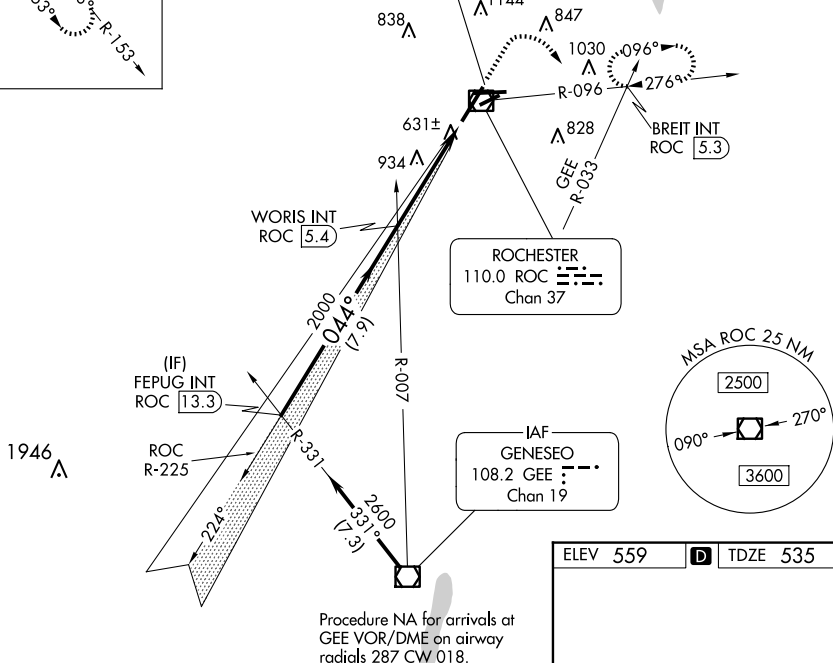 53°
R-153
838
1144
847
1030
096°
276°
R-096
631±
828
934
BREIT INT
ROC 5.3
GEE
R-033
WORIS INT
ROC 5.4
ROCHESTER
110.0 ROC
Chan 37
2000
044°
(7.9)
R-007
MSA ROC 25 NM
2500
090°
270°
3600
(IF)
FEPUG INT
ROC 13.3
1946
ROC
R-225
R-331
224°
2600
331°
(7.3)
IAF
GENESEO
108.2 GEE
Chan 19
ELEV 559 D TDZE 535
Procedure NA for arrivals at
GEE VOR/DME on airway
radials 287 CW 018.